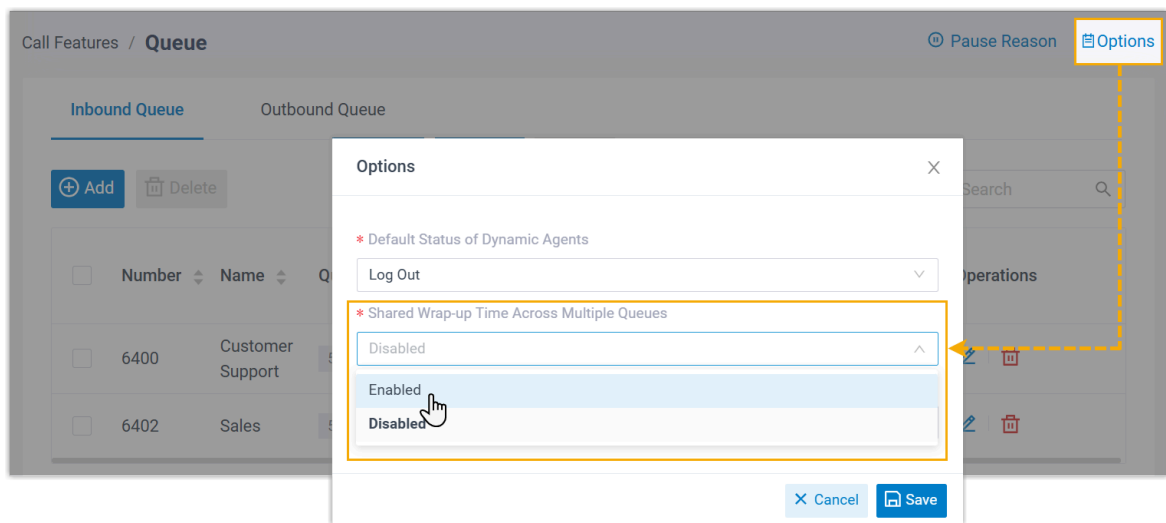 Call Features / Queue
Pause Reason
Options
Inbound Queue
Outbound Queue
Options
Add
Delete
Search
* Default Status of Dynamic Agents
Number
Name
Log Out
Operations
* Shared Wrap-up Time Across Multiple Queues
Disabled
6400
Customer
Support
Enabled
6402
Sales
Disabled
Cancel
Save